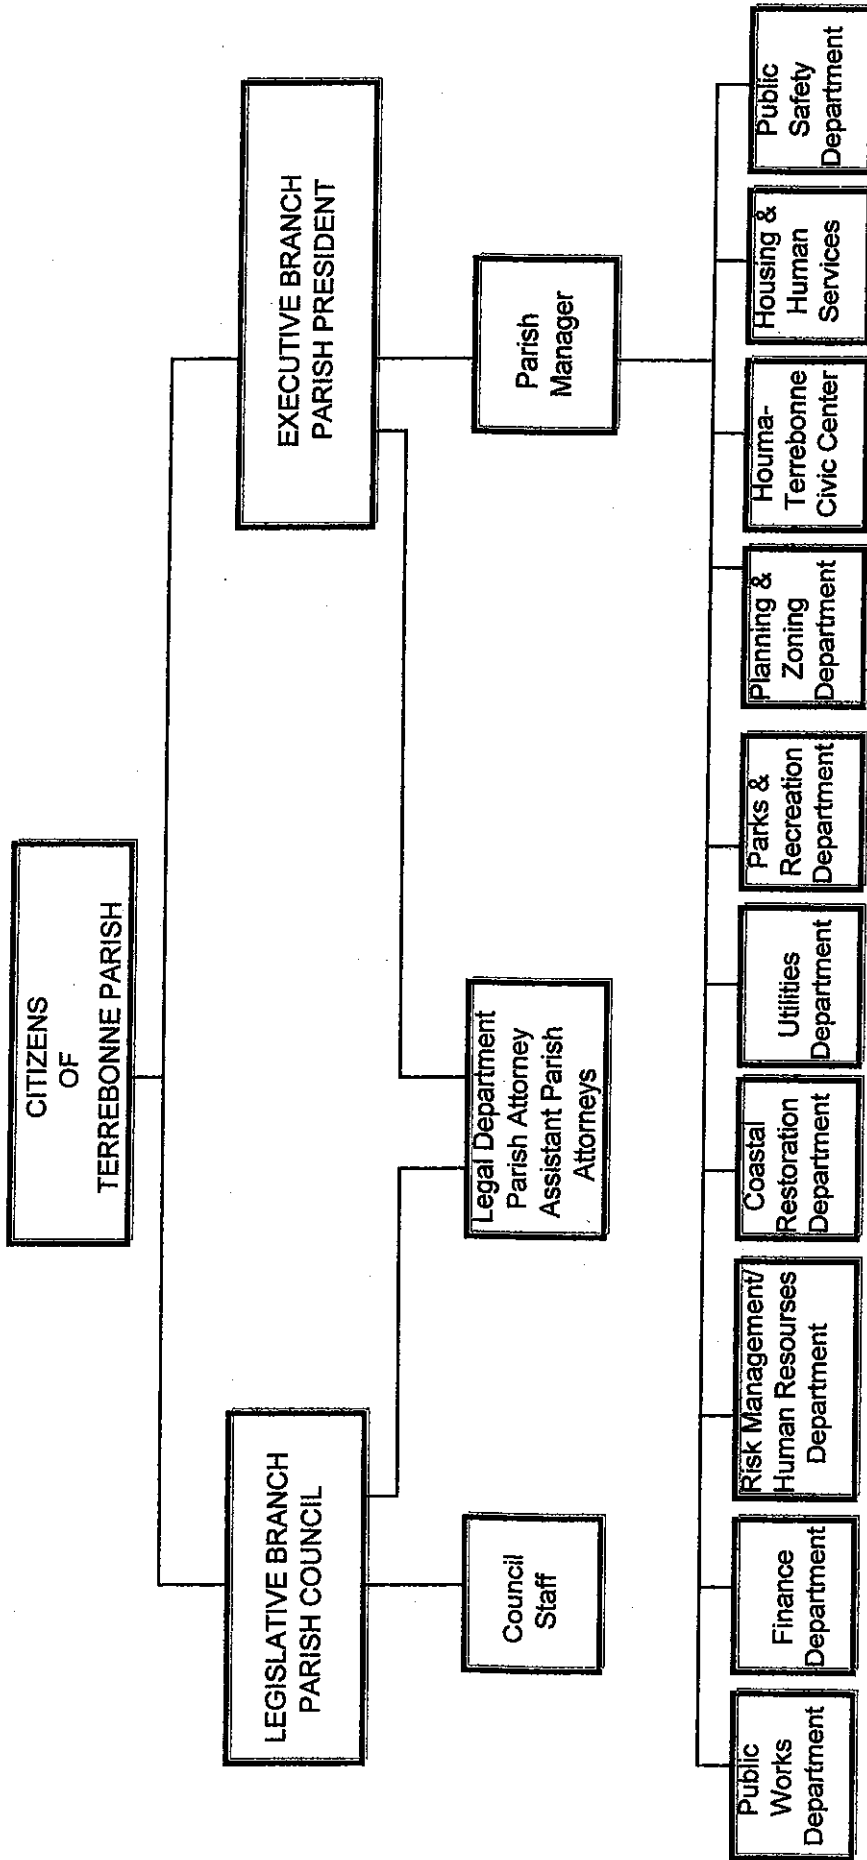 CITIZENS
OF
TERREBONNE PARISH
LEGISLATIVE BRANCH
PARISH COUNCIL
EXECUTIVE BRANCH
PARISH PRESIDENT
Council
Staff
Legal Department
Parish Attorney
Assistant Parish
Attorneys
Parish
Manager
Public
Works
Department
Finance
Department
Risk Management/
Human Resourses
Department
Coastal
Restoration
Department
Utilities
Department
Parks &
Recreation
Department
Planning &
Zoning
Department
Houma-
Terrebonne
Civic Center
Housing &
Human
Services
Public
Safety
Department